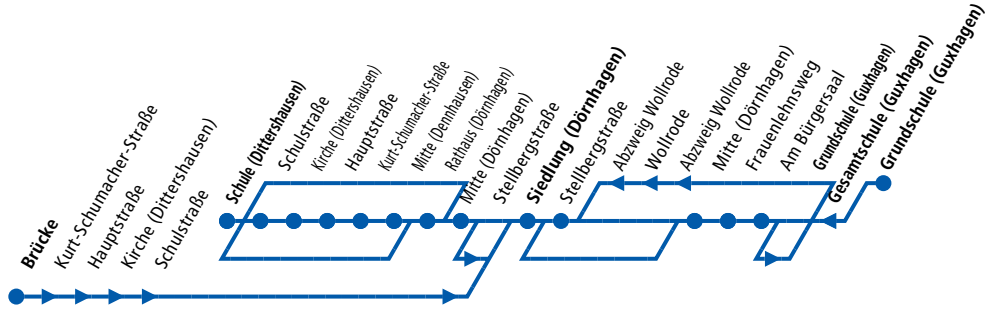 Brücke
Kurt-Schumacher-Straße
Hauptstraße
Kirche (Dittershausen)
Schulstraße
Schule (Dittershausen)
Schulstraße
Kirche (Dittershausen)
Hauptstraße
Kurt-Schumacher-Straße
Mitte (Dennhausen)
Rathaus (Dörnhagen)
Mitte (Dörnhagen)
Stellbergstraße
Siedlung (Dörnhagen)
Stellbergstraße
Abzweig Wollrode
Wollrode
Abzweig Wollrode
Mitte (Dörnhagen)
Frauenlehnsweg
Am Bürgersaal
Grundschule (Guxhagen)
Gesamtschule (Guxhagen)
Grundschule (Guxhagen)